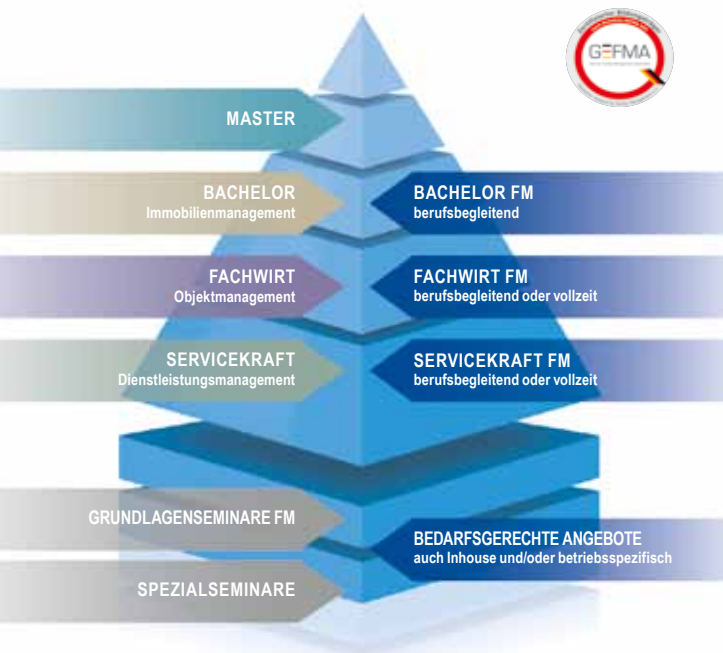 GEFMA
MASTER
BACHELOR
Immobilienmanagement
BACHELOR FM
berufsbegleitend
FACHWIRT
Objektmanagement
FACHWIRT FM
berufsbegleitend oder vollzeit
SERVICEKRAFT
Dienstleistungsmanagement
SERVICEKRAFT FM
berufsbegleitend oder vollzeit
GRUNDLAGENSEMINARE FM
BEDARFSGERECHTE ANGEBOTE
auch Inhouse und/oder betriebsspezifisch
SPEZIALSEMINARE